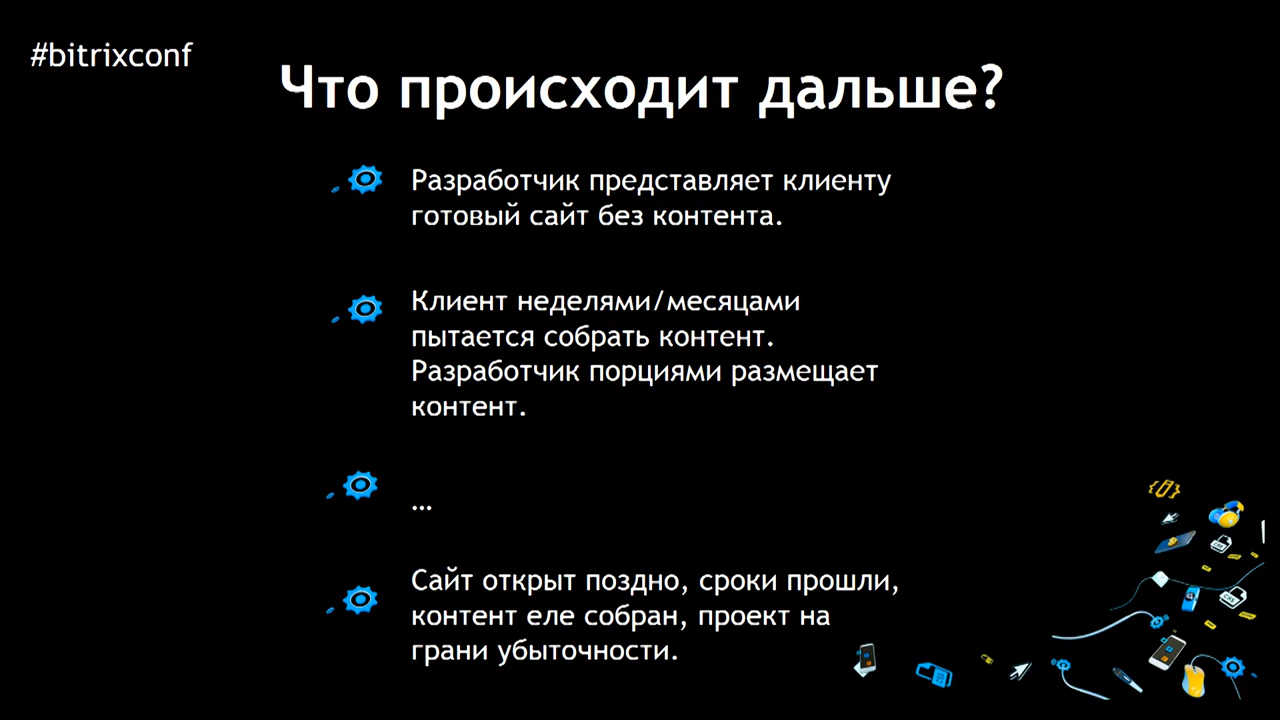 #bitrixconf
Что происходит дальше?
Разработчик представляет клиенту
готовый сайт без контента.
Клиент неделями/месяцами
пытается собрать контент.
Разработчик порциями размещает
контент.
…
Сайт открыт поздно, сроки прошли,
контент еле собран, проект на
грани убыточности.